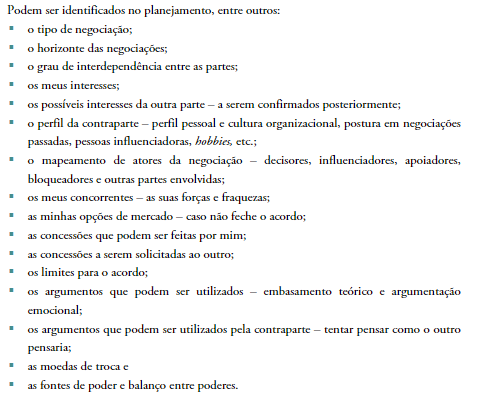 Podem ser identificados no planejamento, entre outros:
▪ o tipo de negociação;
▪ o horizonte das negociações;
▪ o grau de interdependência entre as partes;
▪ os meus interesses;
▪ os possíveis interesses da outra parte – a serem confirmados posteriormente;
▪ o perfil da contraparte – perfil pessoal e cultura organizacional, postura em negociações
passadas, pessoas influenciadoras, hobbies, etc.;
▪ o mapeamento de atores da negociação – decisores, influenciadores, apoiadores,
bloqueadores e outras partes envolvidas;
▪ os meus concorrentes – as suas forças e fraquezas;
▪ as minhas opções de mercado – caso não feche o acordo;
▪ as concessões que podem ser feitas por mim;
▪ as concessões a serem solicitadas ao outro;
▪ os limites para o acordo;
▪ os argumentos que podem ser utilizados – embasamento teórico e argumentação
emocional;
▪ os argumentos que podem ser utilizados pela contraparte – tentar pensar como o outro
pensaria;
▪ as moedas de troca e
▪ as fontes de poder e balanço entre poderes.